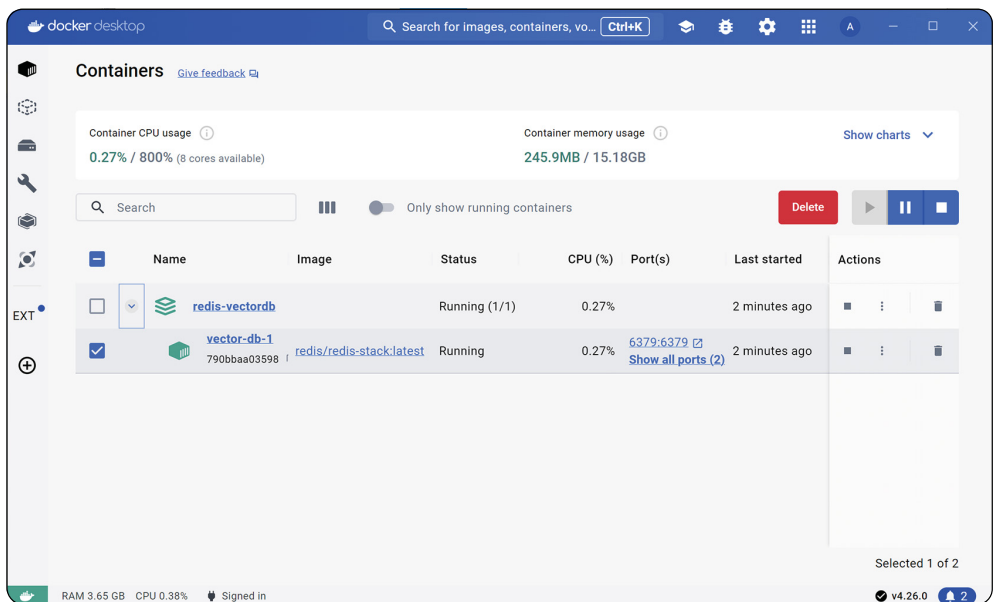 docker desktop
Search for images, containers, vo... Ctrl+K
A
Containers Give feedback
Container CPU usage
0.27% / 800% (8 cores available)
Container memory usage
245.9MB / 15.18GB
Show charts
Search
Only show running containers
Delete
Name Image Status CPU (%) Port(s) Last started Actions
redis-vectordb Running (1/1) 0.27% 2 minutes ago
vector-db-1
790bbaa03598
redis/redis-stack:latest Running 0.27%
6379:6379
Show all ports (2)
2 minutes ago
EXT
Selected 1 of 2
RAM 3.65 GB CPU 0.38% Signed in
v4.26.0 2